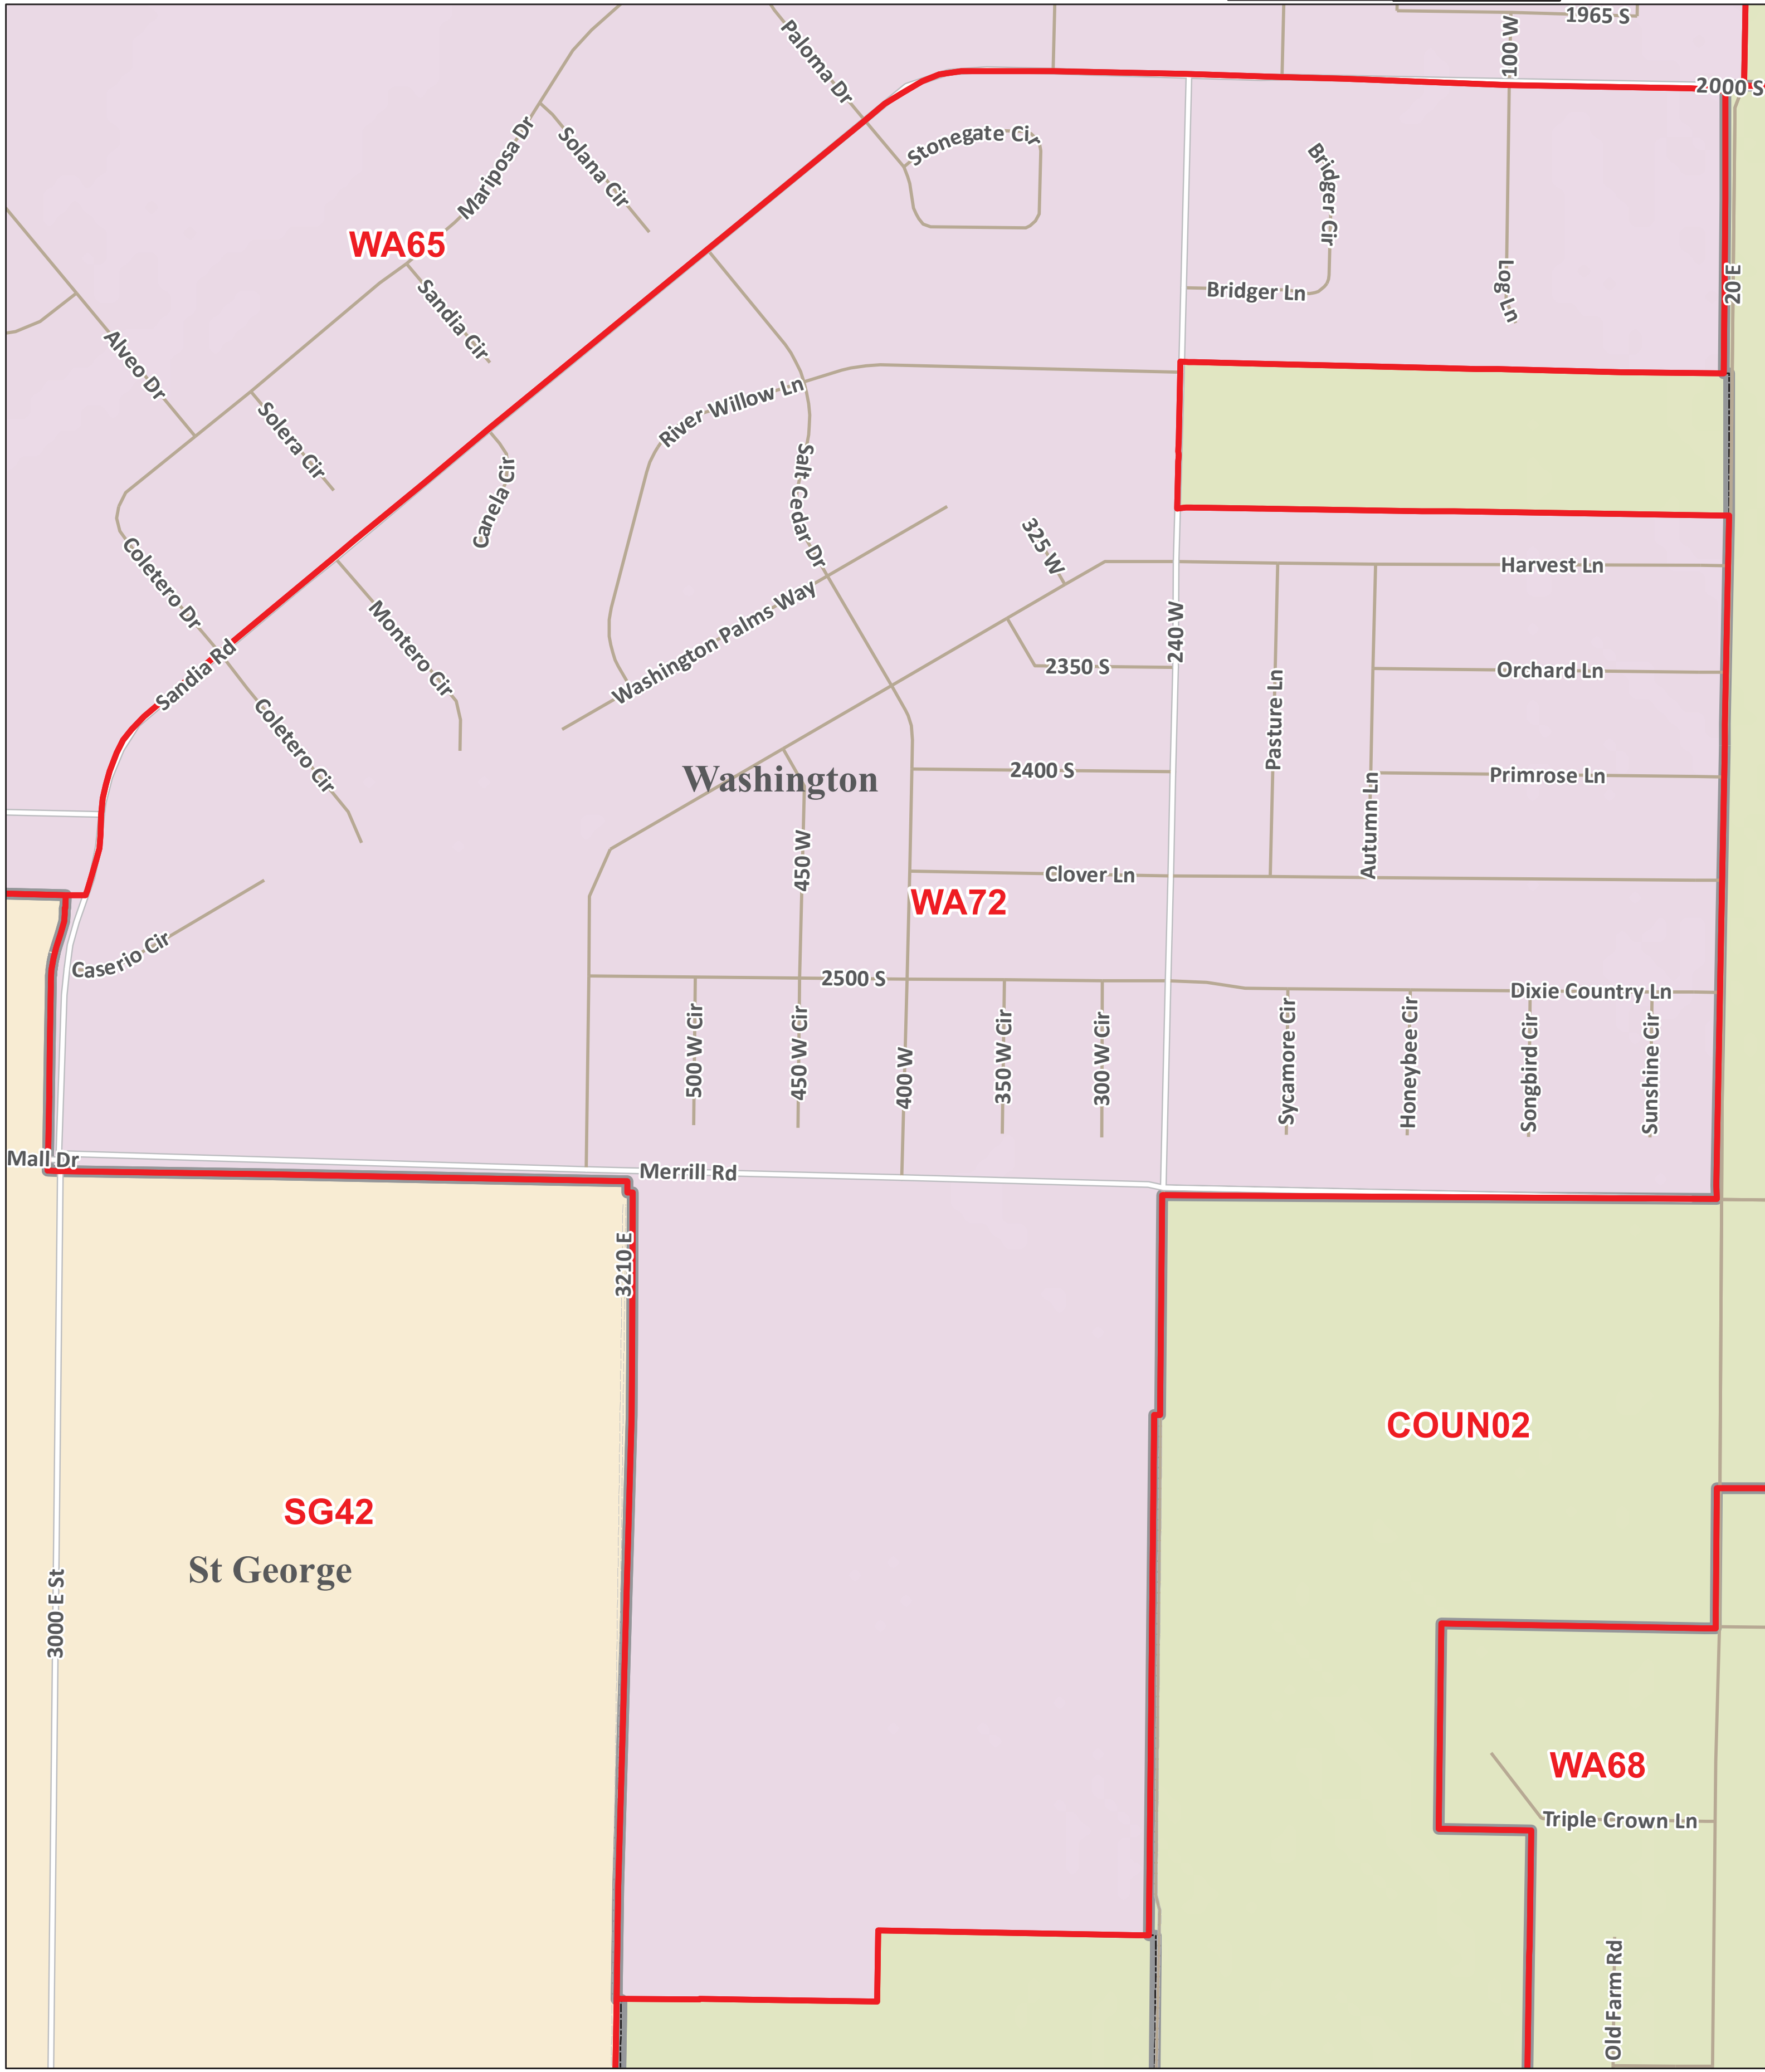 1965 S
100 W
2000 S
Paloma Dr
Stonegate Cir
Mariposa Dr
Solana Cir
Bridger Cir
WA65
Sandia Cir
Bridger Ln
Log Ln
20 E
Alveo Dr
River Willow Ln
Solera Cir
Canela Cir
Salt Cedar Dr
325 W
Harvest Ln
Coletero Dr
Montero Cir
Washington Palms Way
240 W
Sandia Rd
2350 S
Orchard Ln
Pasture Ln
Coletero Cir
Washington
2400 S
Primrose Ln
Autumn Ln
450 W
Clover Ln
WA72
Caserio Cir
2500 S
Dixie Country Ln
500 W Cir
450 W Cir
400 W
350 W Cir
300 W Cir
Sycamore Cir
Honeybee Cir
Songbird Cir
Sunshine Cir
Mall Dr
Merrill Rd
3210 E
COUN02
SG42
St George
3000 E St
WA68
Triple Crown Ln
Old Farm Rd